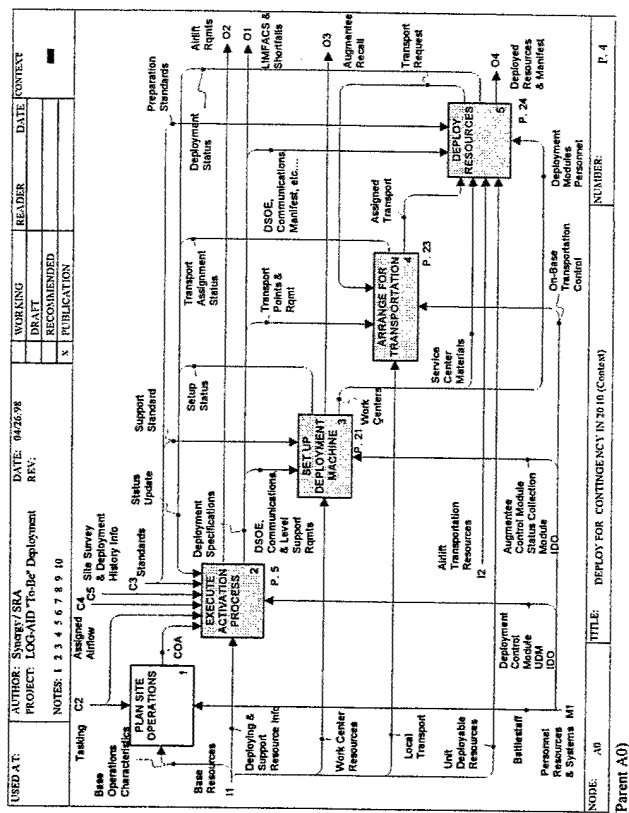 USED AT:
AUTHOR: Synergy/SRA
PROJECT: LOG-AID "To-Be" Deployment
NOTES: 1 2 3 4 5 6 7 8 9 10
DATE: 04/26.98
REV:
WORKING
DRAFT
RECOMMENDED
x PUBLICATION
READER
DATE
CONTEXT
Tasking
C2
Assigned
Airflow
C4
C5
Site Survey
& Deployment
History Info
C3
Standards
Status
Update
Support
Standard
Preparation
Standards
Airlift
Rqmts
O2
O1
LIMFACS &
Shortfalls
O3
Augmentee
Recall
Transport
Request
O4
Deployed
Resources
& Manifest
Base
Operations
Characteristics
PLAN SITE
OPERATIONS
1
COA
EXECUTE
ACTIVATION
PROCESS
2
P. 5
Deployment
Specifications
DSOE,
Communications
& Level
Support
Rqmts
Setup
Status
SET UP
DEPLOYMENT
MACHINE
3
P. 21
Transport
Assignment
Status
Transport
Points &
Rqmt
ARRANGE FOR
TRANSPORTATION
4
P. 23
Deployment
Status
DSOE,
Communications
Manifest, etc....
Assigned
Transport
DEPLOY
RESOURCES
5
P. 24
Work
Centers
Service
Center
Materials
Base
Resources
I1
Deploying &
Support
Resource Info
Work Center
Resources
Local
Transport
Unit
Deployable
Resources
Airlift
Transportation
Resources
I2
Battlestaff
Personnel
Resources
& Systems
M1
Deployment
Control
Module
UDM
IDO
Augmentee
Control Module
Status Collection
Module
IDO
On-Base
Transportation
Control
Deployment
Modules
Personnel
NODE: A0
TITLE: DEPLOY FOR CONTINGENCY IN 2010 (Context)
NUMBER:
P. 4
Parent A0)